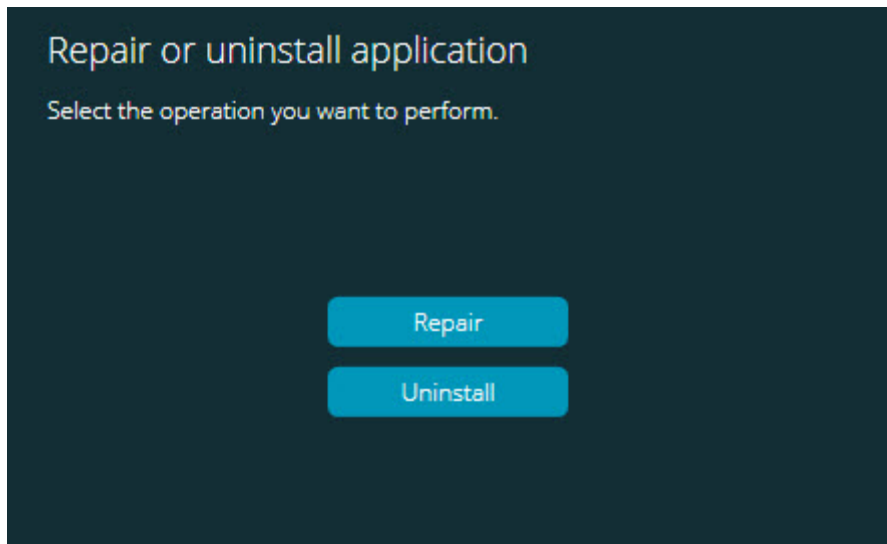 Repair or uninstall application
Select the operation you want to perform.
Repair
Uninstall